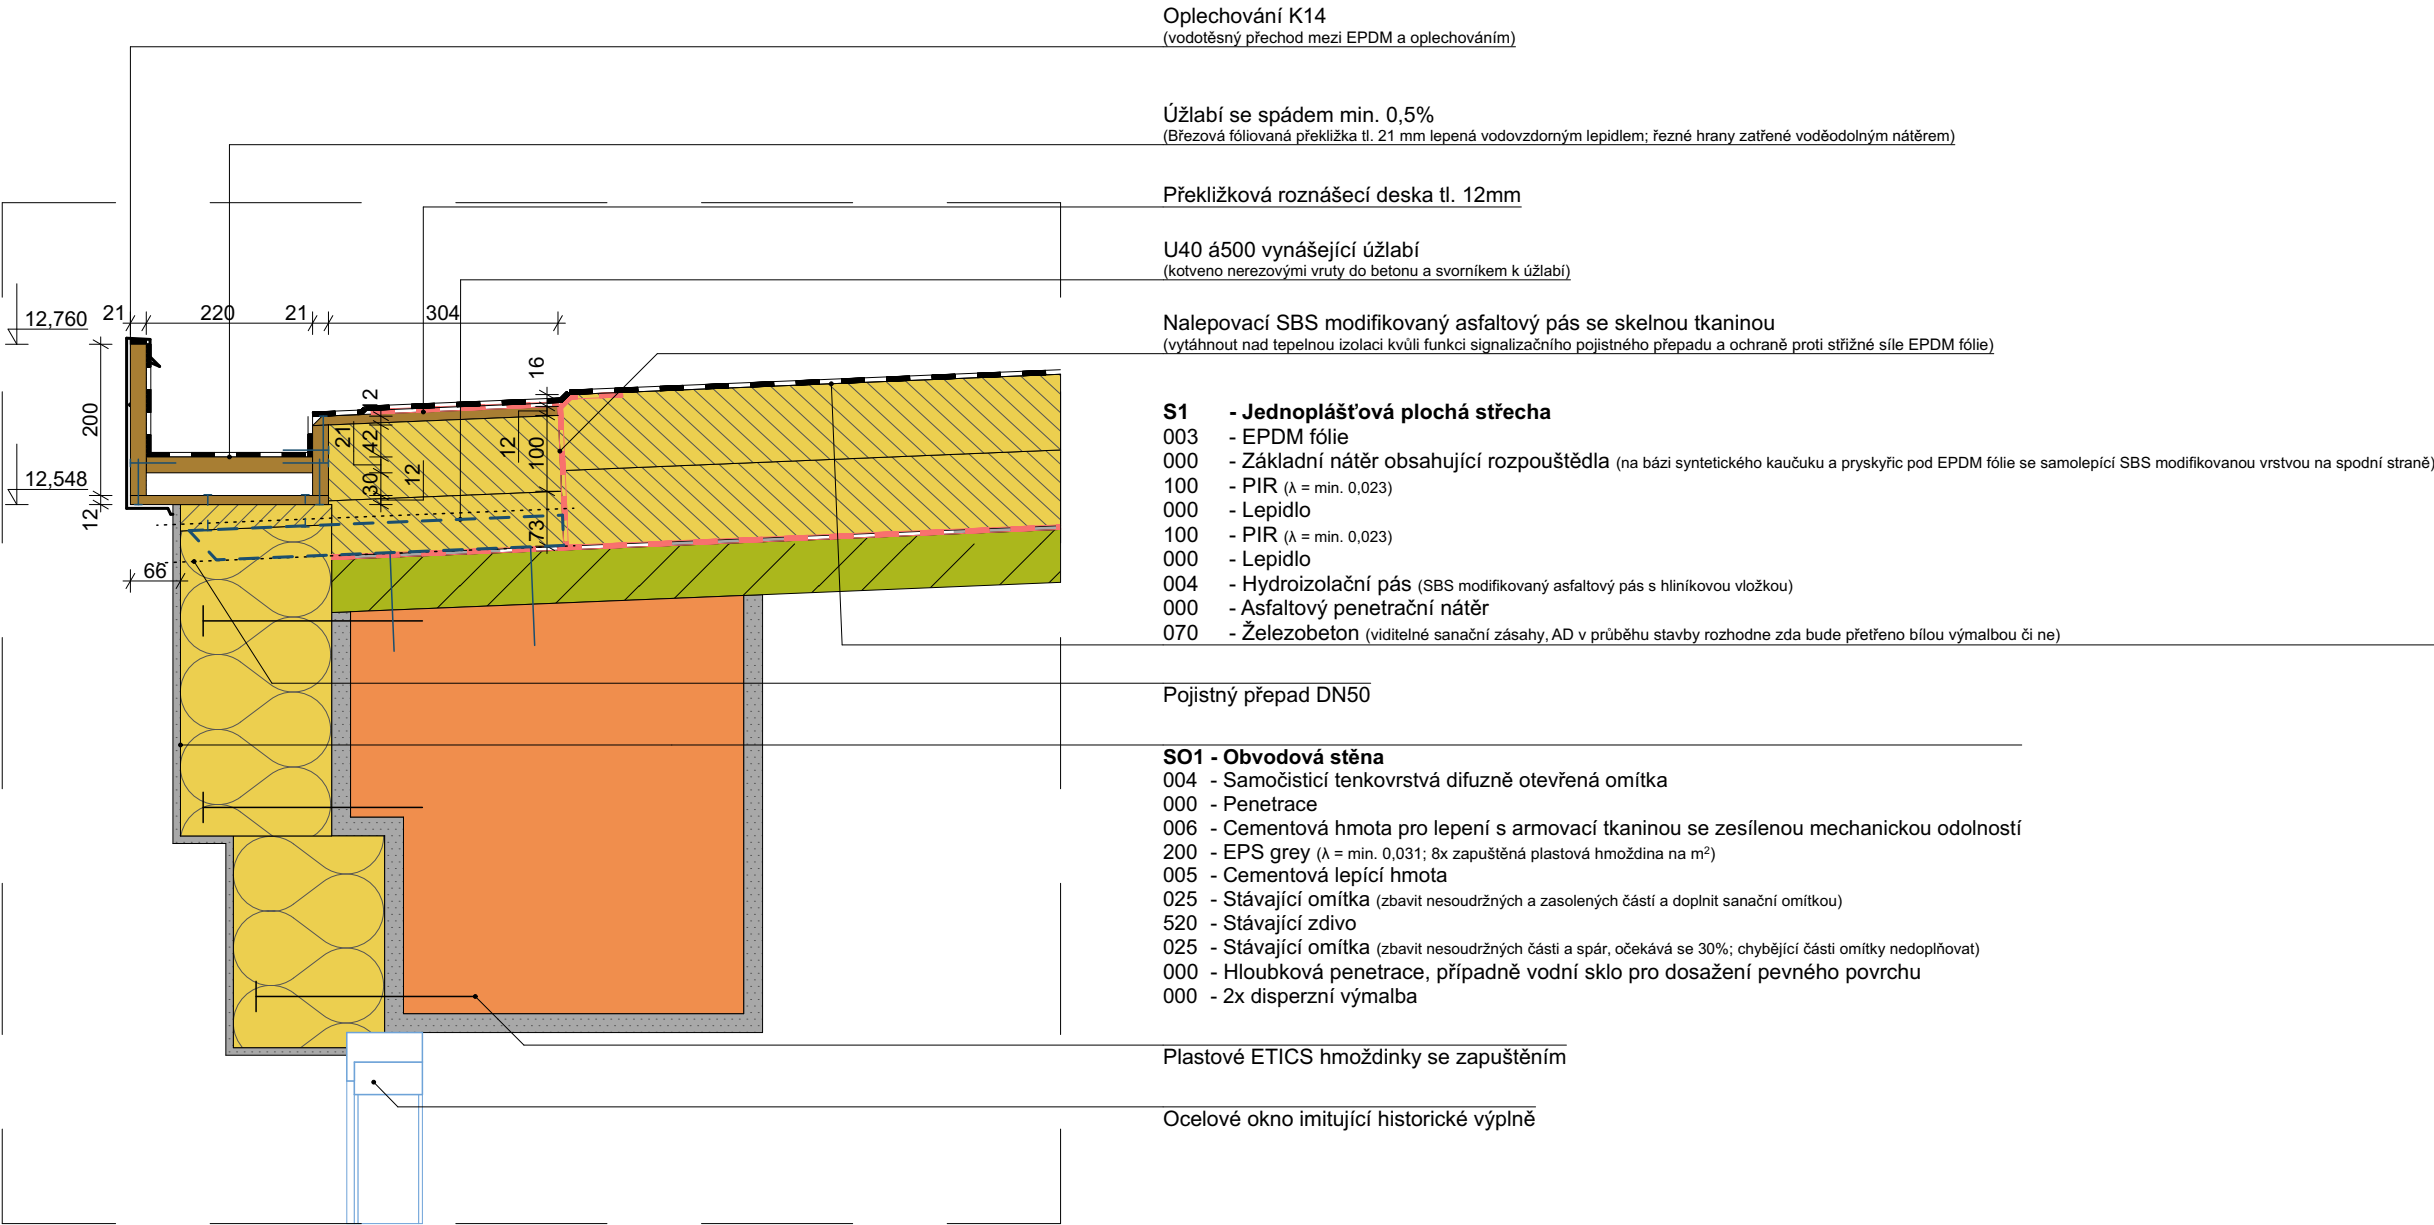 Oplechování K14
(vodotěsný přechod mezi EPDM a oplechováním)
Úžlabí se spádem min. 0,5%
(Březová fóliovaná překližka tl. 21 mm lepená vodovzdorným lepidlem; řezné hrany zatřené voděodolným nátěrem)
Překližková roznášecí deska tl. 12mm
U40 á500 vynášející úžlabí
(kotveno nerezovými vruty do betonu a svorníkem k úžlabí)
Nalepovací SBS modifikovaný asfaltový pás se skelnou tkaninou
(vytáhnout nad tepelnou izolaci kvůli funkci signalizačního pojistného přepadu a ochraně proti střižné síle EPDM fólie)
12,760
21
220
21
304
16
12
200
21
42
12
100
30
12
12,548
12
73
66
S1 - Jednoplášťová plochá střecha
003 - EPDM fólie
000 - Základní nátěr obsahující rozpouštědla (na bázi syntetického kaučuku a pryskyřic pod EPDM fólie se samolepící SBS modifikovanou vrstvou na spodní straně)
100 - PIR (λ = min. 0,023)
000 - Lepidlo
100 - PIR (λ = min. 0,023)
000 - Lepidlo
004 - Hydroizolační pás (SBS modifikovaný asfaltový pás s hliníkovou vložkou)
000 - Asfaltový penetrační nátěr
070 - Železobeton (viditelné sanační zásahy, AD v průběhu stavby rozhodne zda bude přetřeno bílou výmalbou či ne)
Pojistný přepad DN50
SO1 - Obvodová stěna
004 - Samočisticí tenkovrstvá difuzně otevřená omítka
000 - Penetrace
006 - Cementová hmota pro lepení s armovací tkaninou se zesílenou mechanickou odolností
200 - EPS grey (λ = min. 0,031; 8x zapuštěná plastová hmoždina na m²)
005 - Cementová lepící hmota
025 - Stávající omítka (zbavit nesoudržných a zasolených částí a doplnit sanační omítkou)
520 - Stávající zdivo
025 - Stávající omítka (zbavit nesoudržných části a spár, očekává se 30%; chybějící části omítky nedoplňovat)
000 - Hloubková penetrace, případně vodní sklo pro dosažení pevného povrchu
000 - 2x disperzní výmalba
Plastové ETICS hmoždinky se zapuštěním
Ocelové okno imitující historické výplně